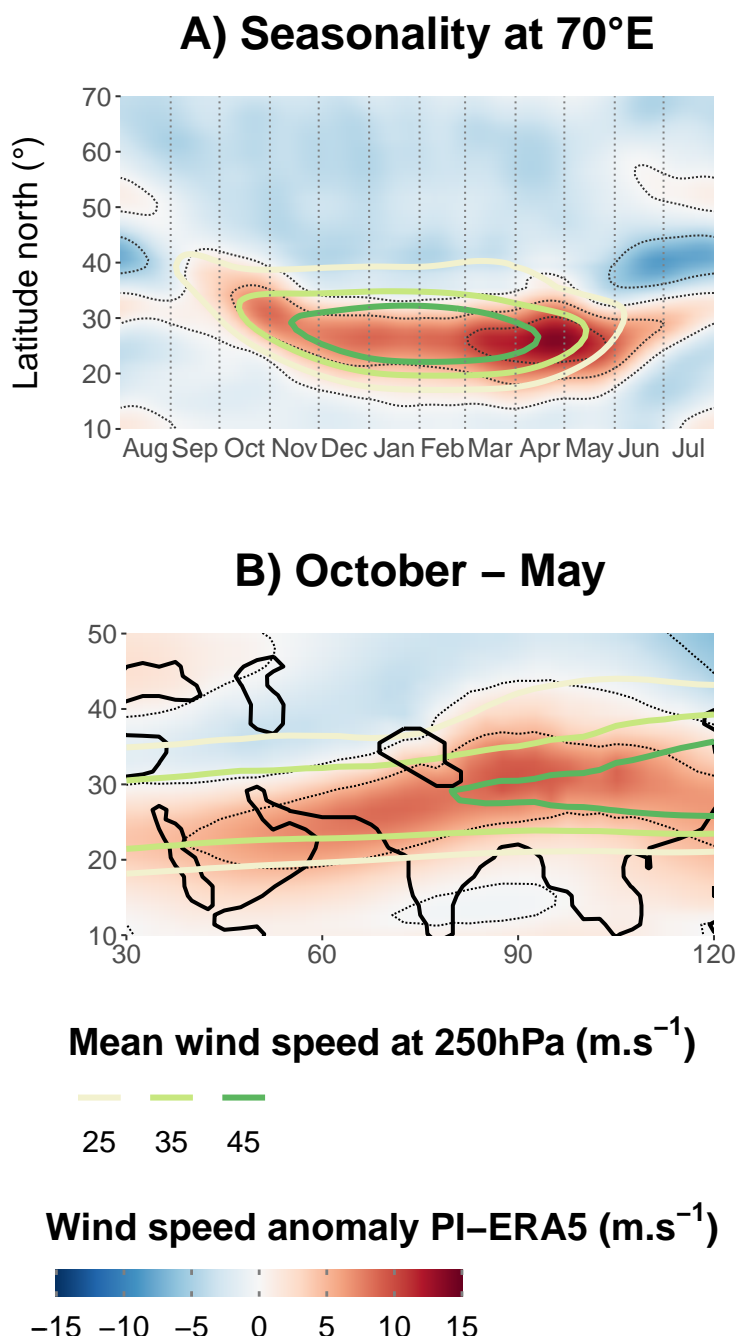 A) Seasonality at 70°E
Latitude north (°)
70
60
50
40
30
20
10
Aug Sep Oct Nov Dec Jan Feb Mar Apr May Jun Jul
B) October – May
50
40
30
20
10
30 60 90 120
Mean wind speed at 250hPa (m.s⁻¹)
25 35 45
Wind speed anomaly PI–ERA5 (m.s⁻¹)
−15 −10 −5 0 5 10 15